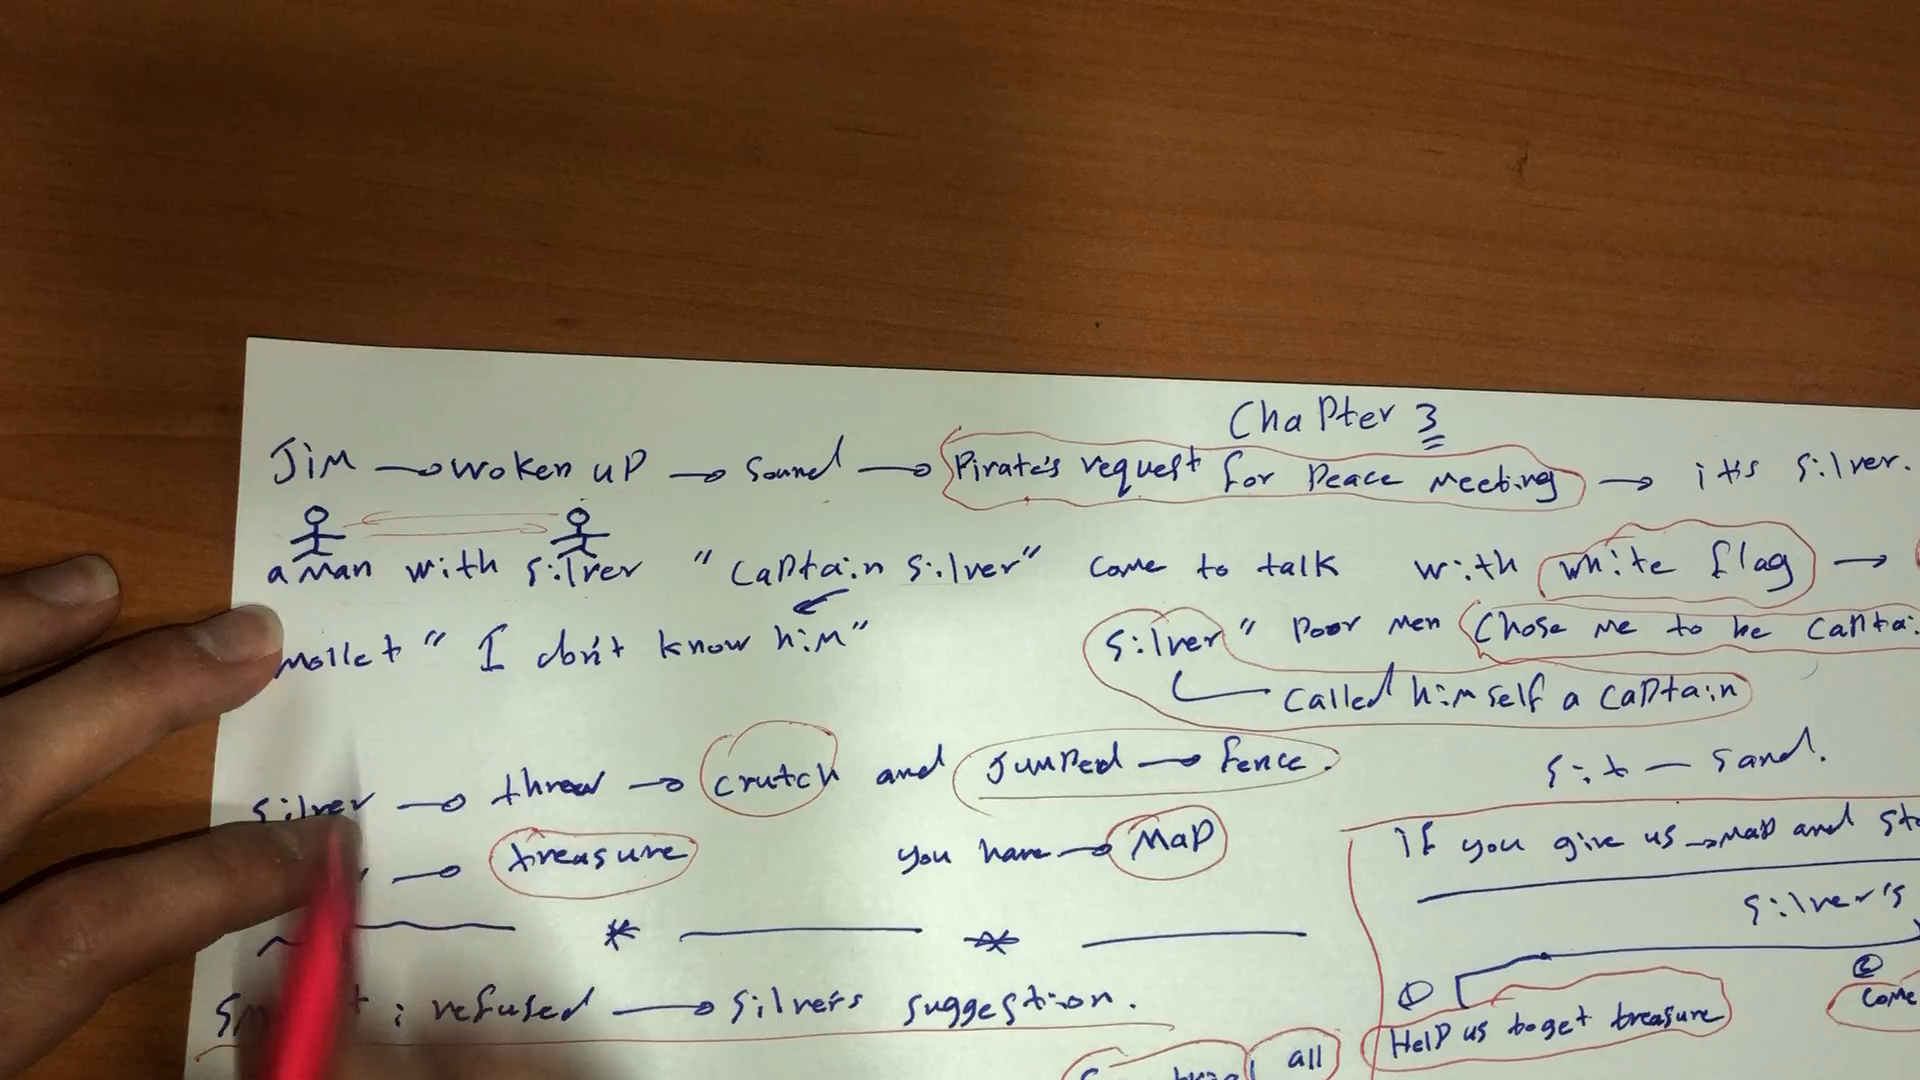 Chapter 3
Jim → woken up → sound → Pirate's request for Peace Meeting → it's silver.
a man with silver "captain silver" come to talk with white flag →
Mollet " I don't know him"
silver " Poor men chose me to be capta
called himself a captain
silver → threw → crutch and Jumped → fence.
sit — sand.
→ treasure you have → Map
If you give us → map and
silver's
* *
: refused → silver's suggestion.
① Help us to get treasure
② come
all